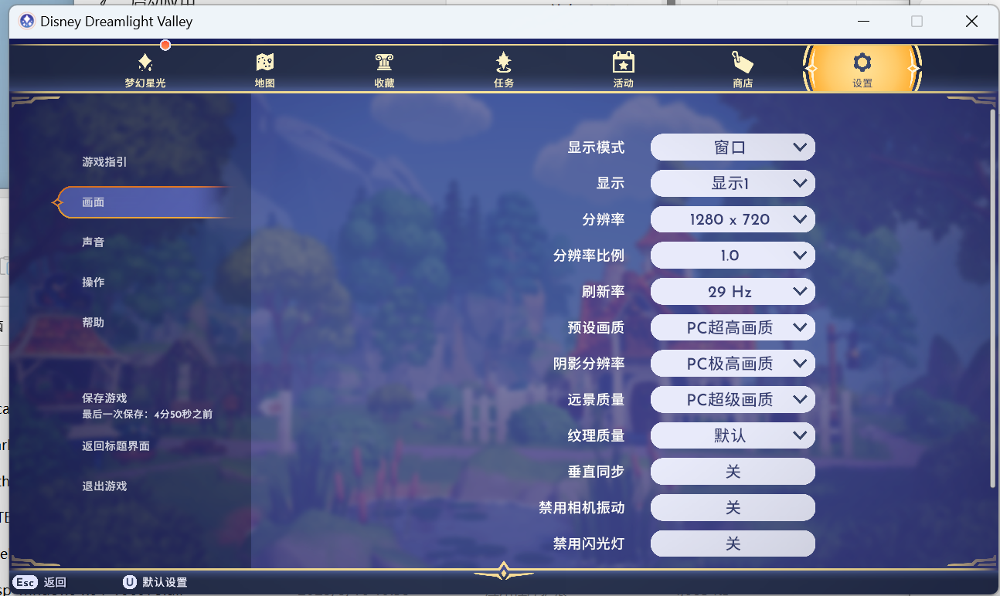 Disney Dreamlight Valley
梦幻星光
地图
收藏
任务
活动
商店
设置
游戏指引
画面
声音
操作
帮助
保存游戏
最后一次保存：4分50秒之前
返回标题界面
退出游戏
显示模式 窗口
显示 显示1
分辨率 1280 x 720
分辨率比例 1.0
刷新率 29 Hz
预设画质 PC超高画质
阴影分辨率 PC极高画质
远景质量 PC超级画质
纹理质量 默认
垂直同步 关
禁用相机振动 关
禁用闪光灯 关
Esc 返回
U 默认设置